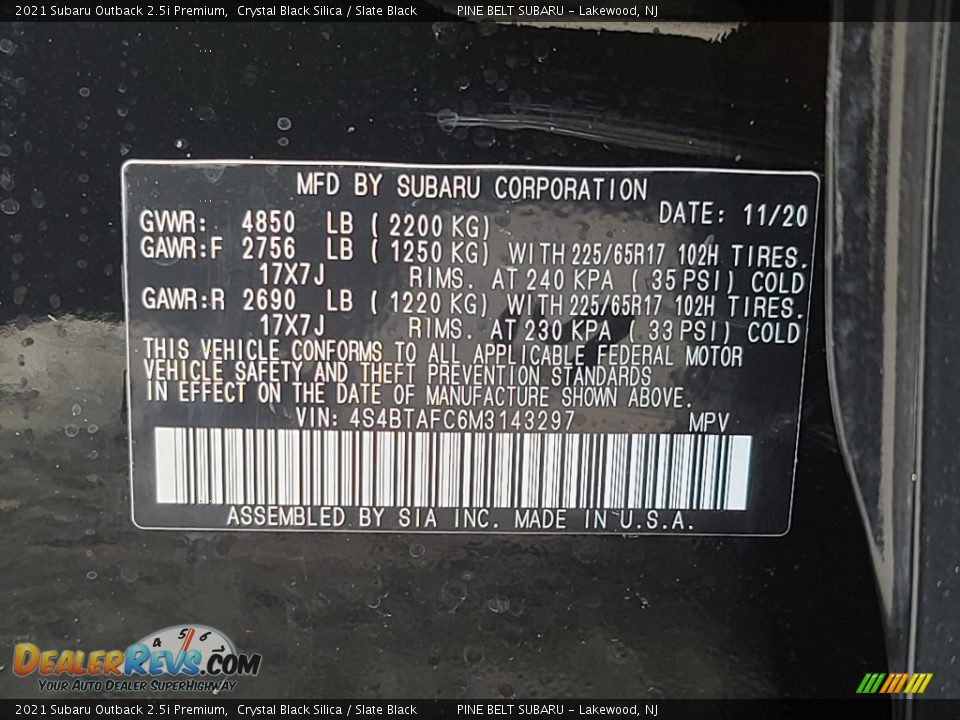 2021 Subaru Outback 2.5i Premium, Crystal Black Silica / Slate Black PINE BELT SUBARU - Lakewood, NJ
MFD BY SUBARU CORPORATION
DATE: 11/20
GVWR: 4850 LB ( 2200 KG)
GAWR:F 2756 LB ( 1250 KG) WITH 225/65R17 102H TIRES.
17X7J RIMS. AT 240 KPA ( 35 PSI) COLD
GAWR:R 2690 LB ( 1220 KG) WITH 225/65R17 102H TIRES.
17X7J RIMS. AT 230 KPA ( 33 PSI) COLD
THIS VEHICLE CONFORMS TO ALL APPLICABLE FEDERAL MOTOR
VEHICLE SAFETY AND THEFT PREVENTION STANDARDS
IN EFFECT ON THE DATE OF MANUFACTURE SHOWN ABOVE.
VIN: 4S4BTAFC6M3143297 MPV
ASSEMBLED BY SIA INC. MADE IN U.S.A.
4 5 6 7
DEALERREVS.COM
YOUR AUTO DEALER SUPERHIGHWAY
2021 Subaru Outback 2.5i Premium, Crystal Black Silica / Slate Black PINE BELT SUBARU - Lakewood, NJ